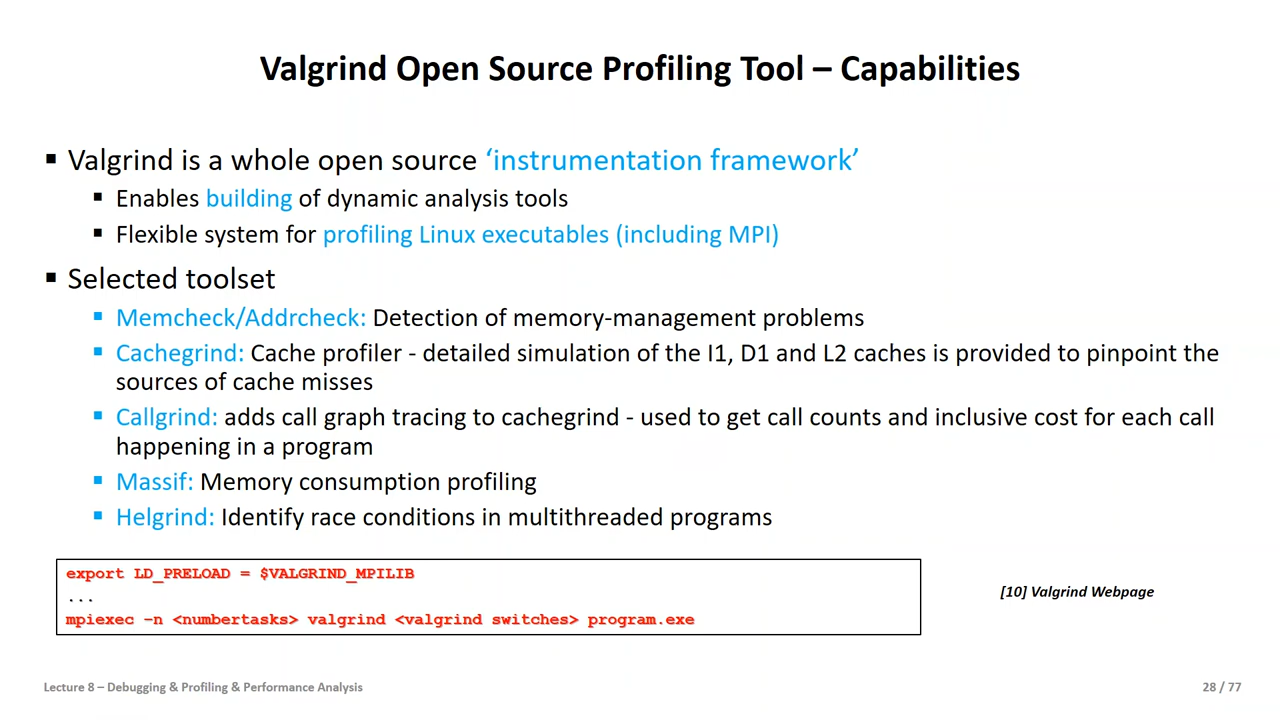 Valgrind Open Source Profiling Tool – Capabilities
▪ Valgrind is a whole open source ‘instrumentation framework’
▪ Enables building of dynamic analysis tools
▪ Flexible system for profiling Linux executables (including MPI)
▪ Selected toolset
▪ Memcheck/Addrcheck: Detection of memory-management problems
▪ Cachegrind: Cache profiler - detailed simulation of the I1, D1 and L2 caches is provided to pinpoint the
sources of cache misses
▪ Callgrind: adds call graph tracing to cachegrind - used to get call counts and inclusive cost for each call
happening in a program
▪ Massif: Memory consumption profiling
▪ Helgrind: Identify race conditions in multithreaded programs
export LD_PRELOAD = $VALGRIND_MPILIB
...
mpiexec –n <numbertasks> valgrind <valgrind switches> program.exe
[10] Valgrind Webpage
Lecture 8 – Debugging & Profiling & Performance Analysis
28 / 77